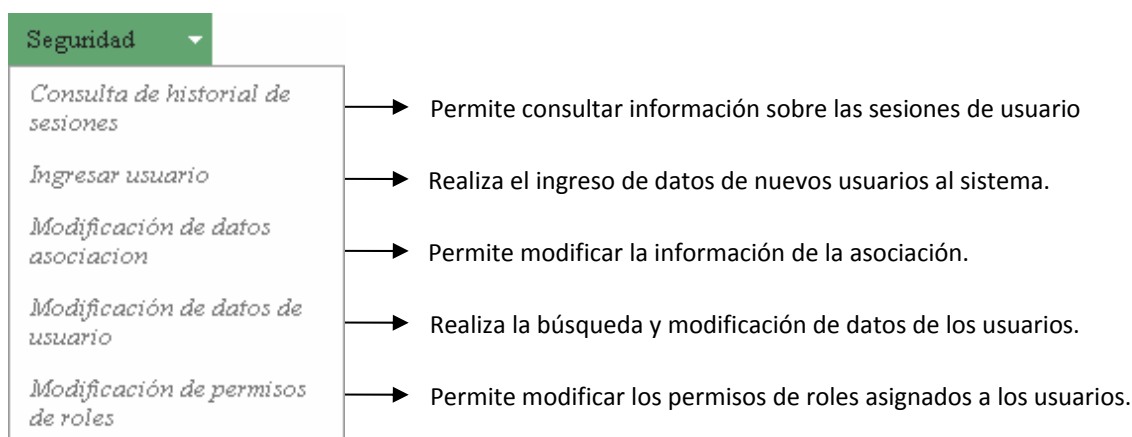 Seguridad
Consulta de historial de
sesiones
Permite consultar información sobre las sesiones de usuario
Ingresar usuario
Realiza el ingreso de datos de nuevos usuarios al sistema.
Modificación de datos
asociacion
Permite modificar la información de la asociación.
Modificación de datos de
usuario
Realiza la búsqueda y modificación de datos de los usuarios.
Modificación de permisos
de roles
Permite modificar los permisos de roles asignados a los usuarios.